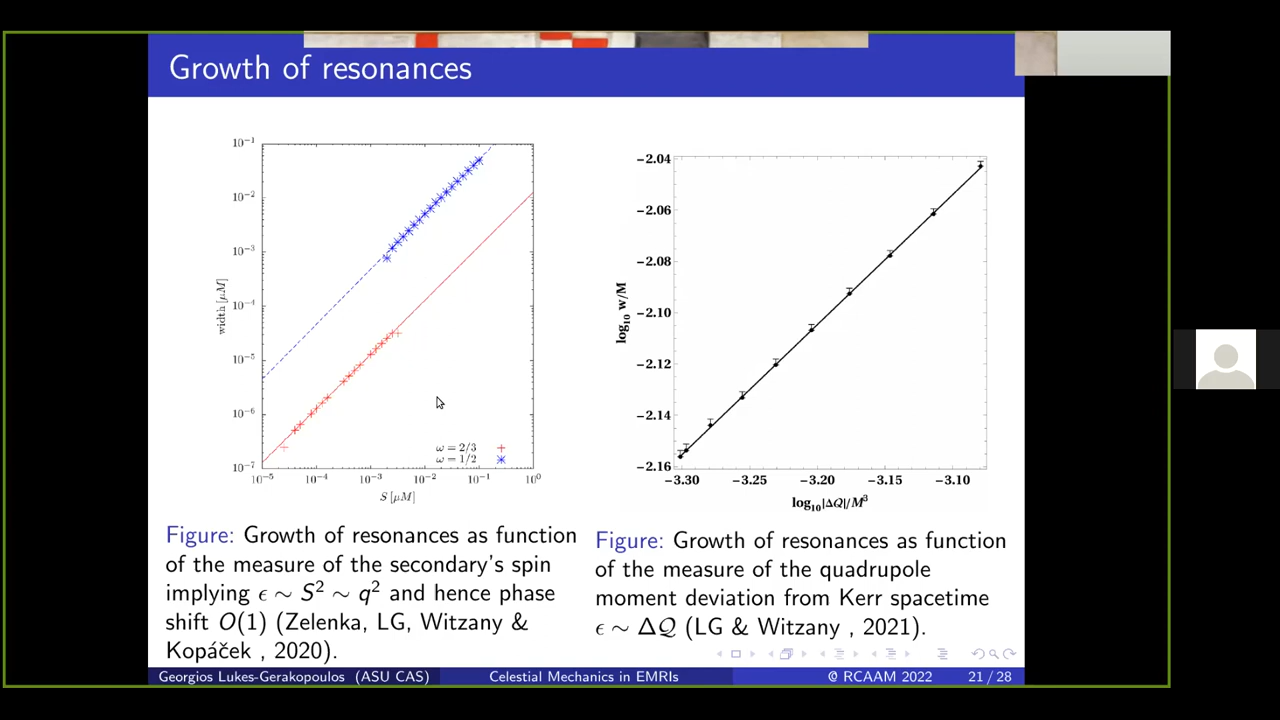 Growth of resonances
10⁻¹
10⁻²
10⁻³
10⁻⁴
10⁻⁵
10⁻⁶
10⁻⁷
width [μM]
ω = 2/3
ω = 1/2
10⁻⁵ 10⁻⁴ 10⁻³ 10⁻² 10⁻¹ 10⁰
S [μM]
−2.04
−2.06
−2.08
−2.10
−2.12
−2.14
−2.16
log₁₀ w/M
−3.30 −3.25 −3.20 −3.15 −3.10
log₁₀|ΔQ|/M³
Figure: Growth of resonances as function
of the measure of the secondary's spin
implying ϵ ∼ S² ∼ q² and hence phase
shift O(1) (Zelenka, LG, Witzany &
Kopáček , 2020).
Figure: Growth of resonances as function
of the measure of the quadrupole
moment deviation from Kerr spacetime
ϵ ∼ ΔQ (LG & Witzany , 2021).
Georgios Lukes-Gerakopoulos (ASU CAS) Celestial Mechanics in EMRIs @ RCAAM 2022 21 / 28